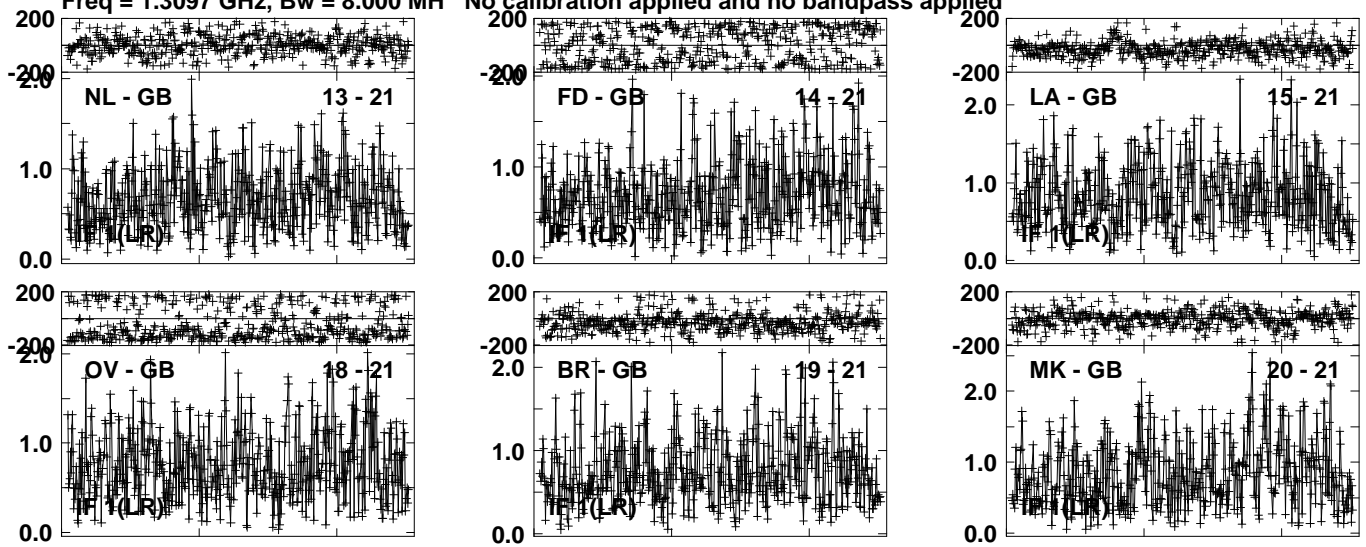 Freq = 1.3097 GHz, Bw = 8.000 MH No calibration applied and no bandpass applied
200
-200
2.0
1.0
0.0
NL - GB 13 - 21
IF 1(LR)
200
-200
2.0
1.0
0.0
FD - GB 14 - 21
IF 1(LR)
200
-200
2.0
1.0
0.0
LA - GB 15 - 21
IF 1(LR)
200
-200
2.0
1.0
0.0
OV - GB 18 - 21
IF 1(LR)
200
-200
2.0
1.0
0.0
BR - GB 19 - 21
IF 1(LR)
200
-200
2.0
1.0
0.0
MK - GB 20 - 21
IF 1(LR)